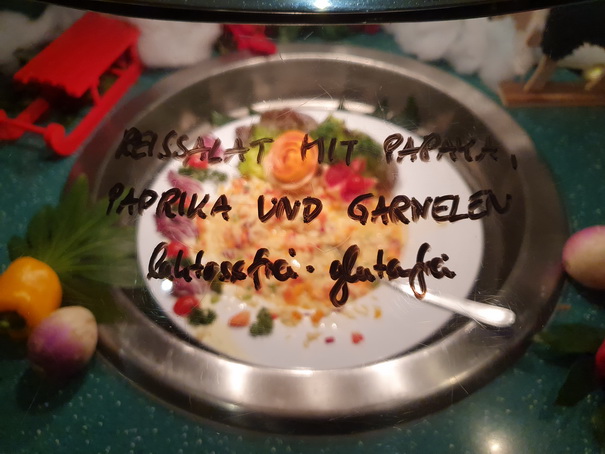 REISSALAT MIT PAPAYA,
PAPRIKA UND GARNELEN
laktosefrei · glutenfrei